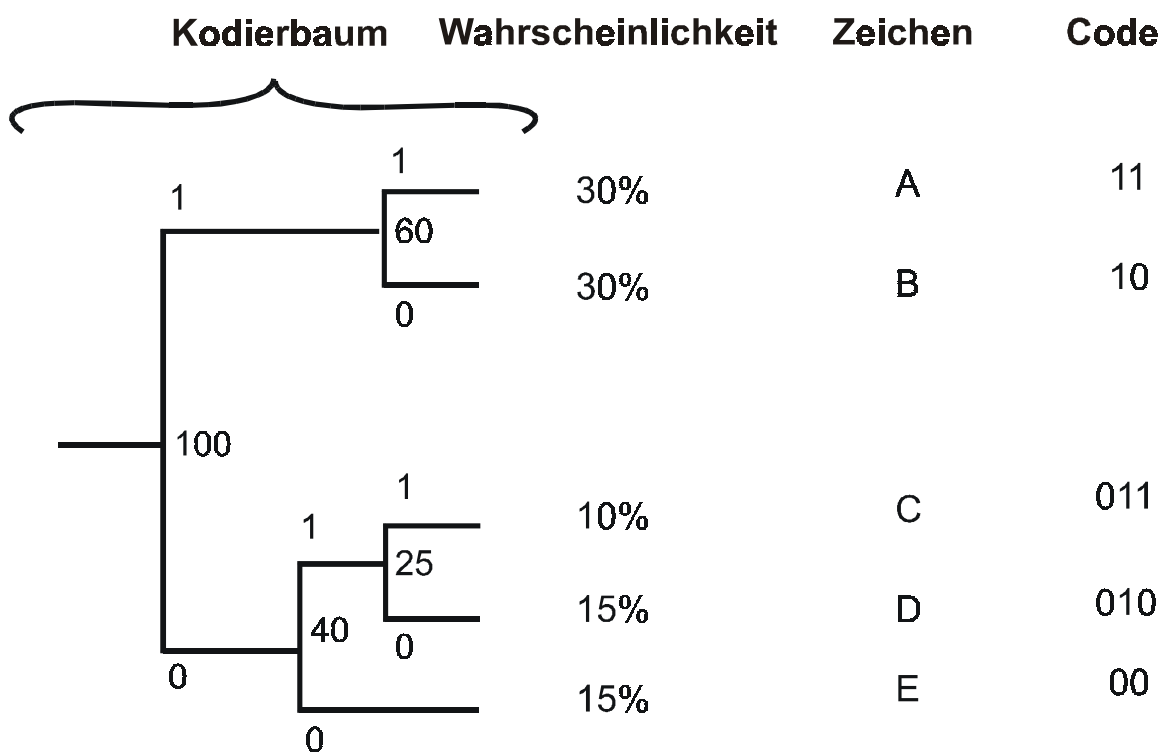 Kodierbaum Wahrscheinlichkeit Zeichen Code
1
1 30% A 11
60
30% B 10
0
100
1
1 10% C 011
25
15% D 010
40 0
0
15% E 00
0